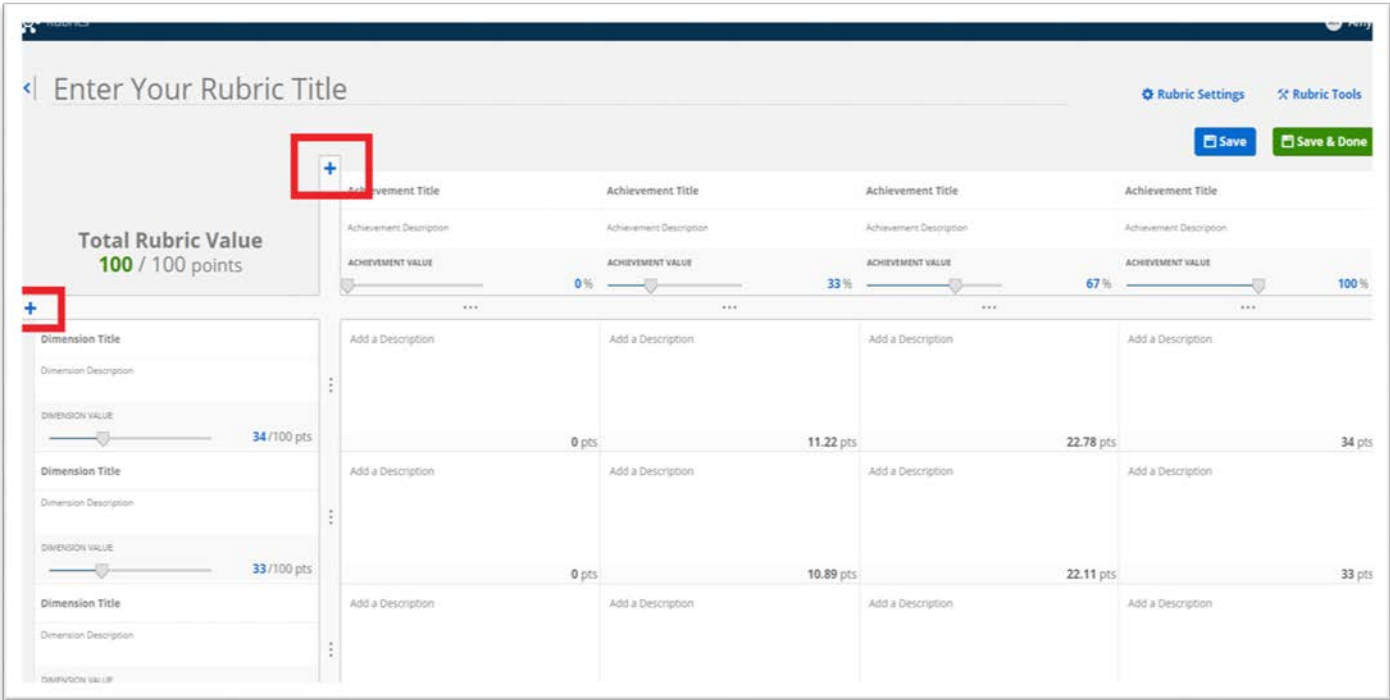 Rubrics Amy
Enter Your Rubric Title
Rubric Settings Rubric Tools
Save Save & Done
+
Achievement Title Achievement Title Achievement Title Achievement Title
Achievement Description Achievement Description Achievement Description Achievement Description
Total Rubric Value
100 / 100 points
ACHIEVEMENT VALUE ACHIEVEMENT VALUE ACHIEVEMENT VALUE ACHIEVEMENT VALUE
0 % 33 % 67 % 100 %
+
Dimension Title Add a Description Add a Description Add a Description Add a Description
Dimension Description
DIMENSION VALUE
34/100 pts 0 pts 11.22 pts 22.78 pts 34 pts
Dimension Title Add a Description Add a Description Add a Description Add a Description
Dimension Description
DIMENSION VALUE
33/100 pts 0 pts 10.89 pts 22.11 pts 33 pts
Dimension Title Add a Description Add a Description Add a Description Add a Description
Dimension Description
DIMENSION VALUE